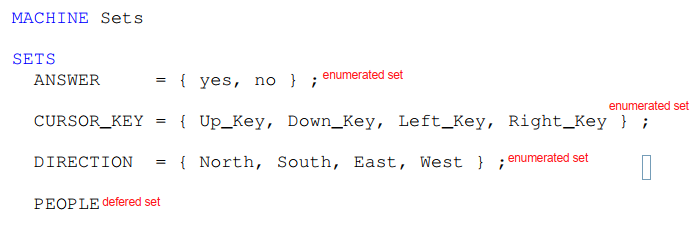 MACHINE Sets
SETS
ANSWER = { yes, no } ; enumerated set
enumerated set
CURSOR_KEY = { Up_Key, Down_Key, Left_Key, Right_Key } ;
DIRECTION = { North, South, East, West } ; enumerated set
PEOPLE defered set